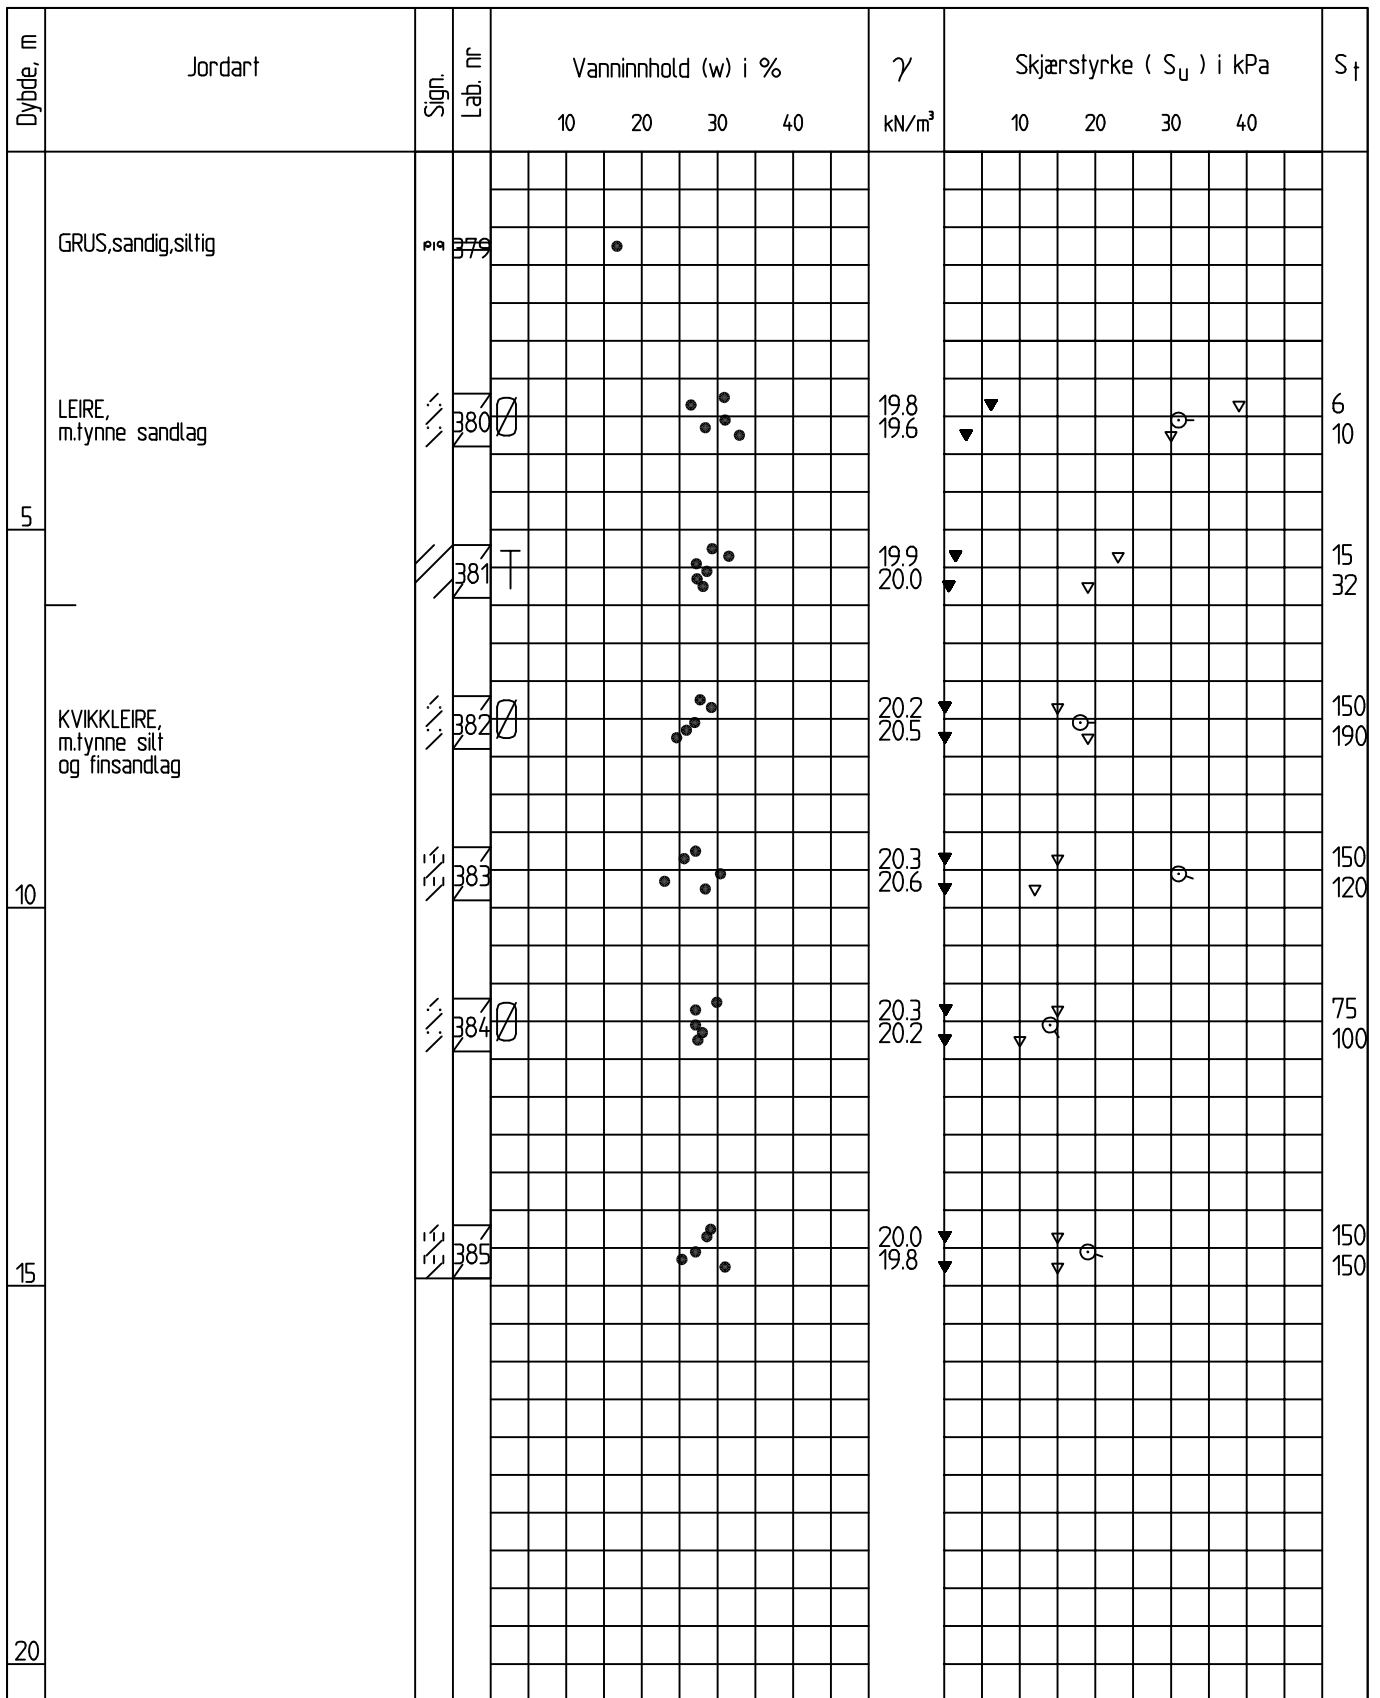 Dybde, m
Jordart
Sign.
Lab. nr
Vanninnhold (w) i %
10 20 30 40
γ
kN/m³
Skjærstyrke ( Su ) i kPa
10 20 30 40
St
GRUS,sandig,siltig
379
LEIRE,
m.tynne sandlag
380
19.8
19.6
6
10
5
381
T
19.9
20.0
15
32
KVIKKLEIRE,
m.tynne silt
og finsandlag
382
20.2
20.5
150
190
383
20.3
20.6
150
120
10
384
20.3
20.2
75
100
385
20.0
19.8
150
150
15
20